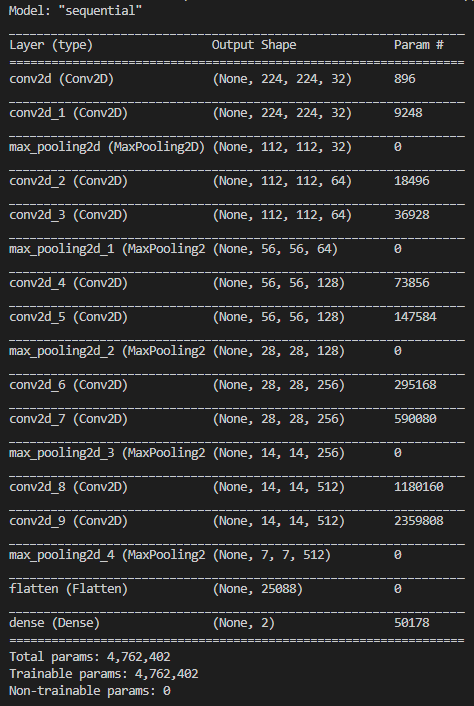 Model: "sequential"
_________________________________________________________________
Layer (type)                 Output Shape              Param #
=================================================================
conv2d (Conv2D)              (None, 224, 224, 32)      896
_________________________________________________________________
conv2d_1 (Conv2D)            (None, 224, 224, 32)      9248
_________________________________________________________________
max_pooling2d (MaxPooling2D) (None, 112, 112, 32)      0
_________________________________________________________________
conv2d_2 (Conv2D)            (None, 112, 112, 64)      18496
_________________________________________________________________
conv2d_3 (Conv2D)            (None, 112, 112, 64)      36928
_________________________________________________________________
max_pooling2d_1 (MaxPooling2 (None, 56, 56, 64)        0
_________________________________________________________________
conv2d_4 (Conv2D)            (None, 56, 56, 128)       73856
_________________________________________________________________
conv2d_5 (Conv2D)            (None, 56, 56, 128)       147584
_________________________________________________________________
max_pooling2d_2 (MaxPooling2 (None, 28, 28, 128)       0
_________________________________________________________________
conv2d_6 (Conv2D)            (None, 28, 28, 256)       295168
_________________________________________________________________
conv2d_7 (Conv2D)            (None, 28, 28, 256)       590080
_________________________________________________________________
max_pooling2d_3 (MaxPooling2 (None, 14, 14, 256)       0
_________________________________________________________________
conv2d_8 (Conv2D)            (None, 14, 14, 512)       1180160
_________________________________________________________________
conv2d_9 (Conv2D)            (None, 14, 14, 512)       2359808
_________________________________________________________________
max_pooling2d_4 (MaxPooling2 (None, 7, 7, 512)         0
_________________________________________________________________
flatten (Flatten)            (None, 25088)             0
_________________________________________________________________
dense (Dense)                (None, 2)                 50178
=================================================================
Total params: 4,762,402
Trainable params: 4,762,402
Non-trainable params: 0